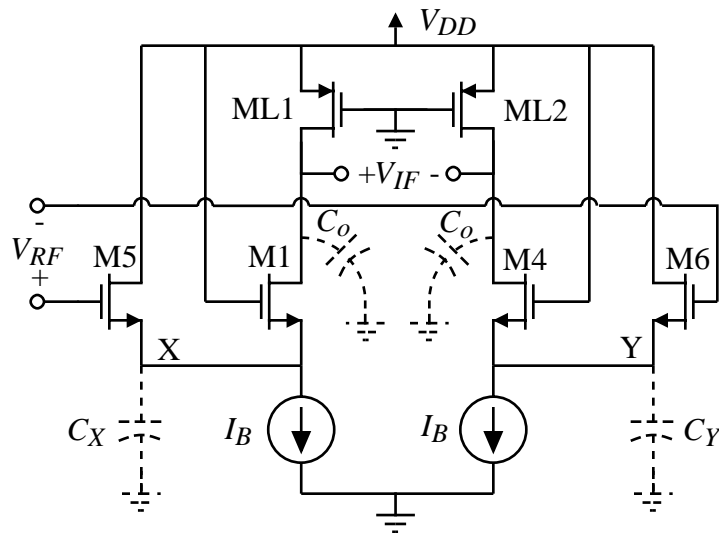 V_DD
ML1
ML2
+V_IF -
-
V_RF
+
C_o
C_o
M5
M1
M4
M6
X
Y
C_X
I_B
I_B
C_Y